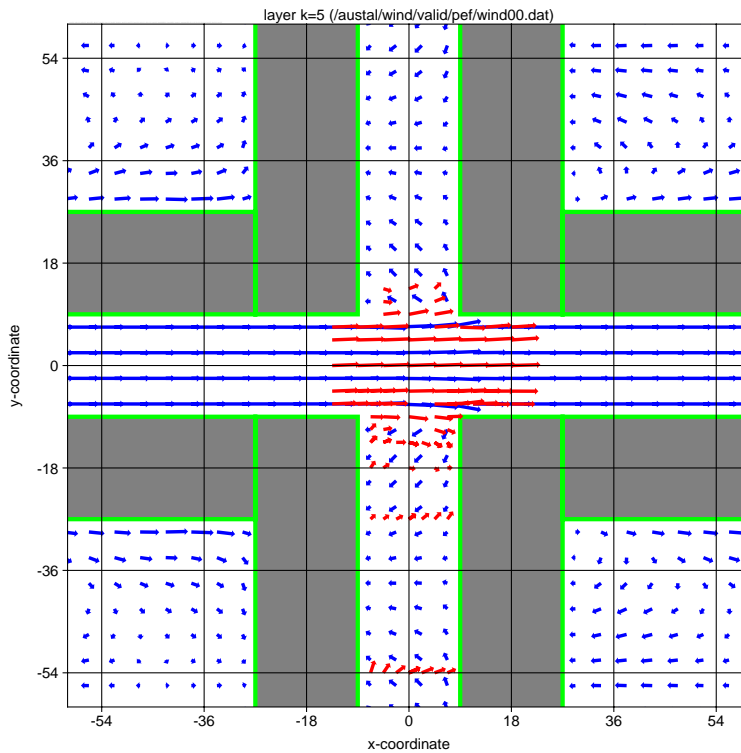 layer k=5 (/austal/wind/valid/pef/wind00.dat)
54
36
18
0
-18
-36
-54
y-coordinate
-54 -36 -18 0 18 36 54
x-coordinate